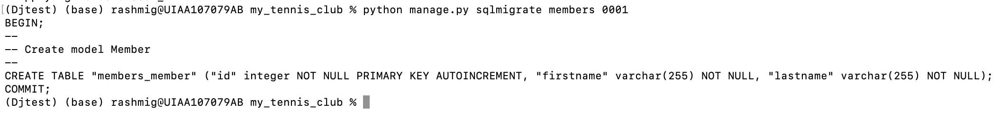 (Djtest) (base) rashmig@UIAA107079AB my_tennis_club % python manage.py sqlmigrate members 0001
BEGIN;
--
-- Create model Member
--
CREATE TABLE "members_member" ("id" integer NOT NULL PRIMARY KEY AUTOINCREMENT, "firstname" varchar(255) NOT NULL, "lastname" varchar(255) NOT NULL);
COMMIT;
(Djtest) (base) rashmig@UIAA107079AB my_tennis_club %